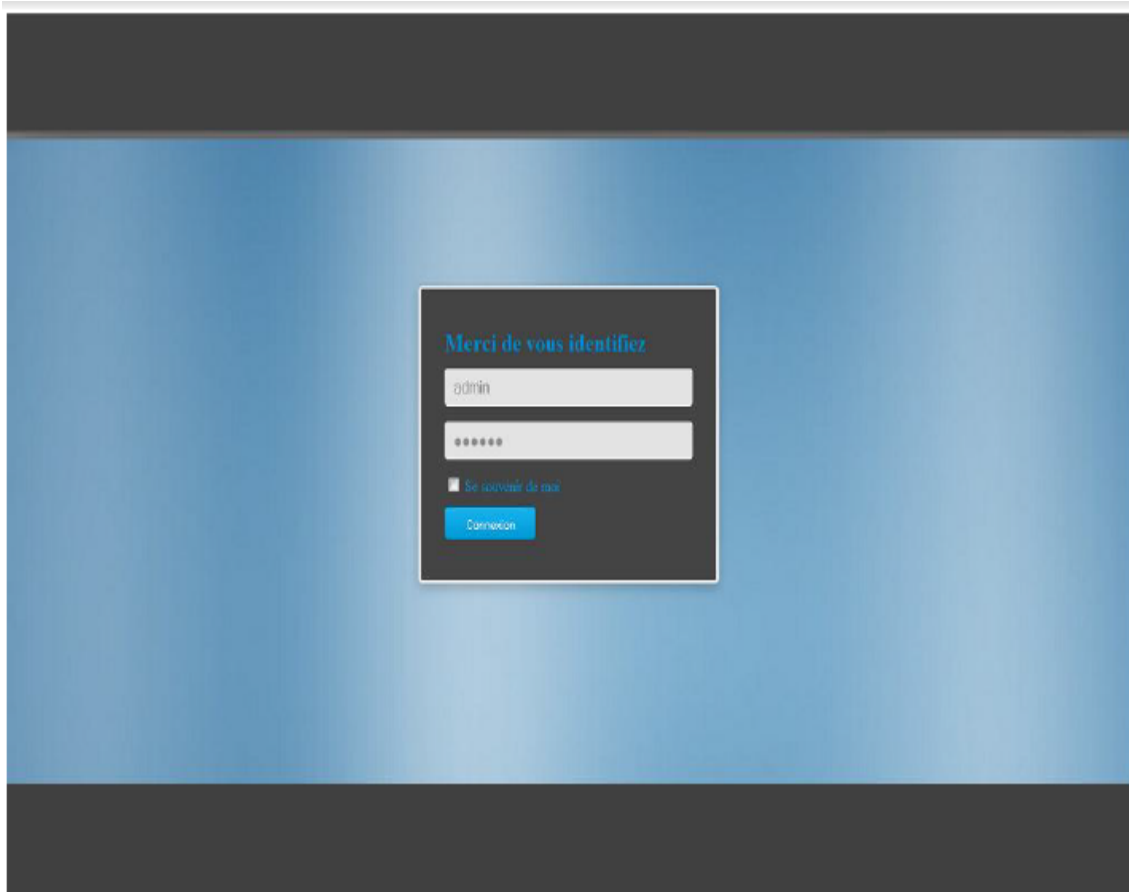 Merci de vous identifiez
admin
●●●●●●
Se souvenir de moi
Connexion